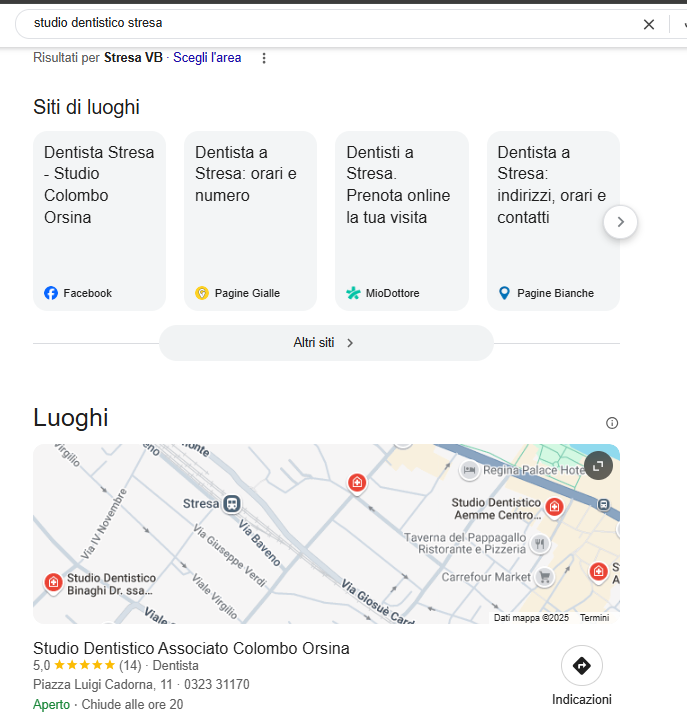 studio dentistico stresa
Risultati per Stresa VB · Scegli l'area
Siti di luoghi
Dentista Stresa
- Studio
Colombo
Orsina
Facebook
Dentista a
Stresa: orari e
numero
Pagine Gialle
Dentisti a
Stresa.
Prenota online
la tua visita
MioDottore
Dentista a
Stresa:
indirizzi, orari e
contatti
Pagine Bianche
Altri siti
Luoghi
Virgilio
Regina Palace Hote
Stresa
Studio Dentistico
Aemme Centro...
Via IV Novembre
Via Baveno
Via Giuseppe Verdi
Taverna del Pappagallo
Ristorante e Pizzeria
Carrefour Market
Studio Dentistico
Binaghi Dr. ssa...
Viale Virgilio
Via Giosuè Card
Viale
Dati mappa ©2025 Termini
Studio Dentistico Associato Colombo Orsina
5,0 ★★★★★ (14) · Dentista
Piazza Luigi Cadorna, 11 · 0323 31170
Aperto · Chiude alle ore 20
Indicazioni